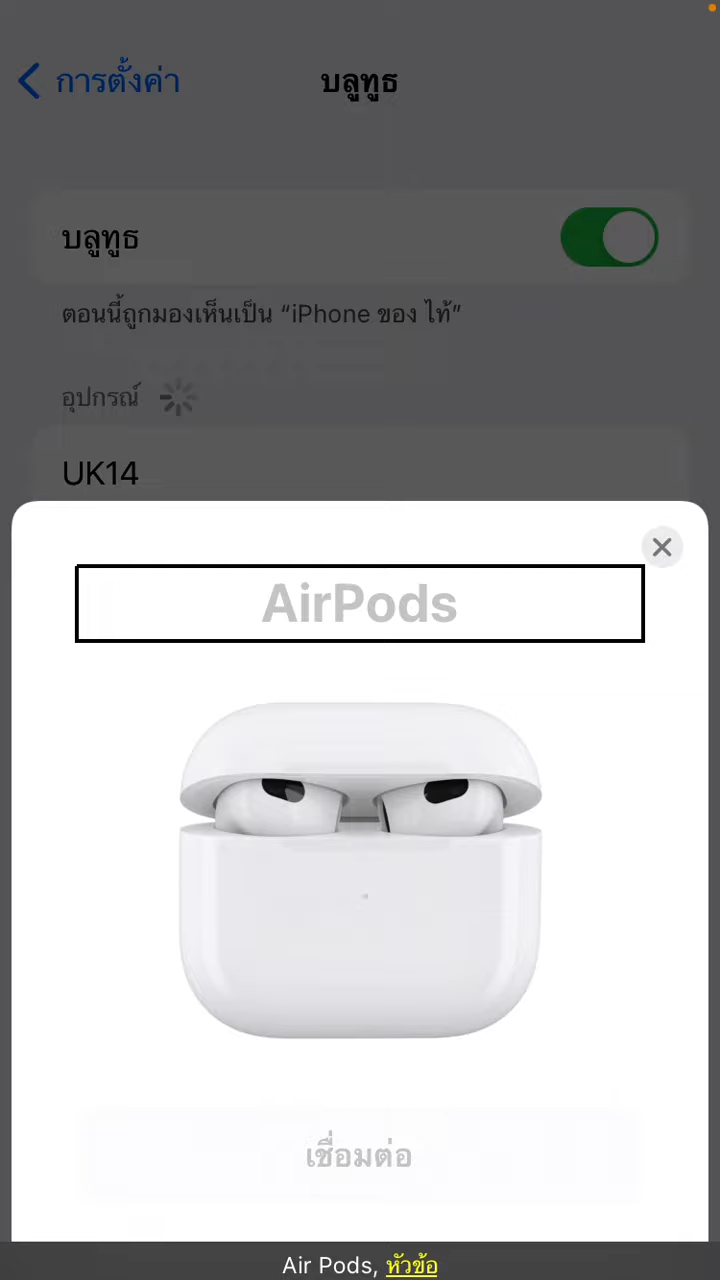 การตั้งค่า บลูทูธ
บลูทูธ
ตอนนี้ถูกมองเห็นเป็น “iPhone ของ ไท้”
อุปกรณ์
UK14
AirPods
เชื่อมต่อ
Air Pods, หัวข้อ